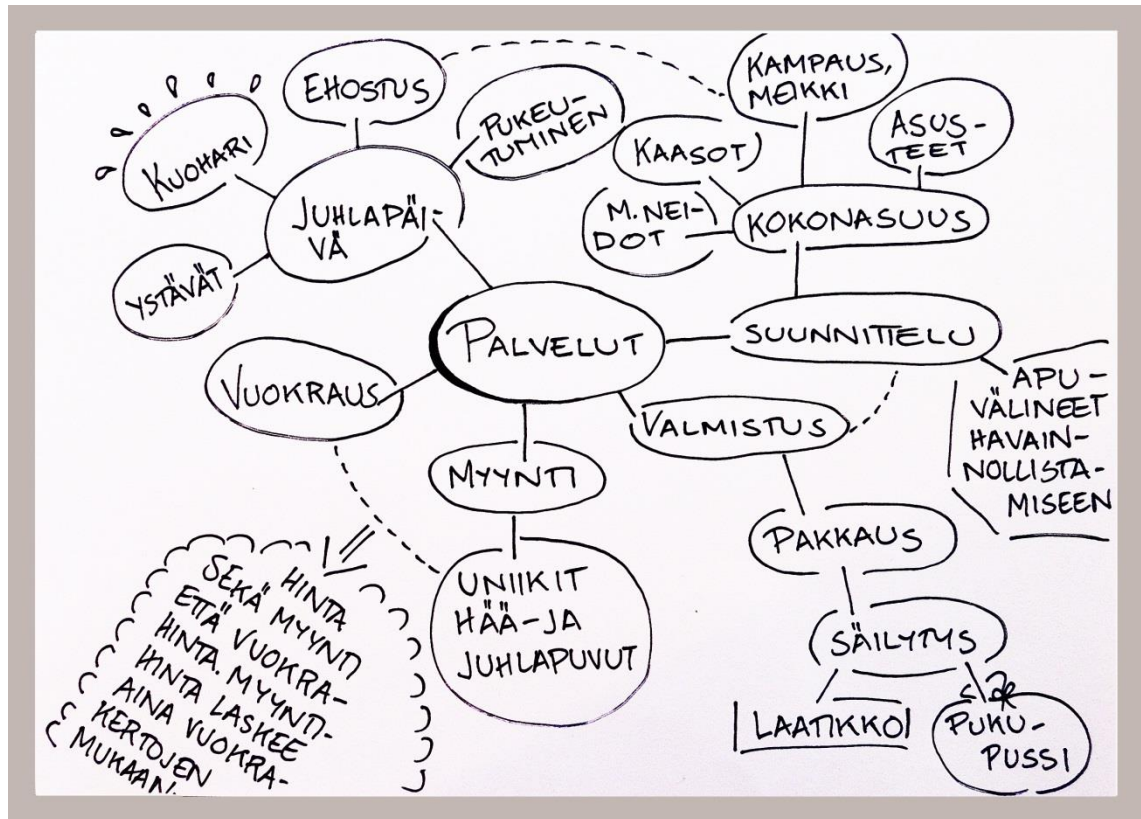 EHOSTUS
KAMPAUS,
MEIKKI
KUOHARI
PUKEU-
TUMINEN
KAASOT
ASUS-
TEET
JUHLAPÄI-
VÄ
M.NEI-
DOT
KOKONASUUS
YSTÄVÄT
PALVELUT
SUUNNITTELU
VUOKRAUS
VALMISTUS
APU-
VÄLINEET
HAVAIN-
NOLLISTA-
MISEEN
MYYNTI
PAKKAUS
UNIIKIT
HÄÄ-JA
JUHLAPUVUT
HINTA
SEKÄ MYYNTI
ETTÄ VUOKRA-
HINTA. MYYNTI-
HINTA LASKEE
AINA VUOKRA-
KERTOJEN
MUKAAN.
SÄILYTYS
LAATIKKO
PUKU-
PUSSI